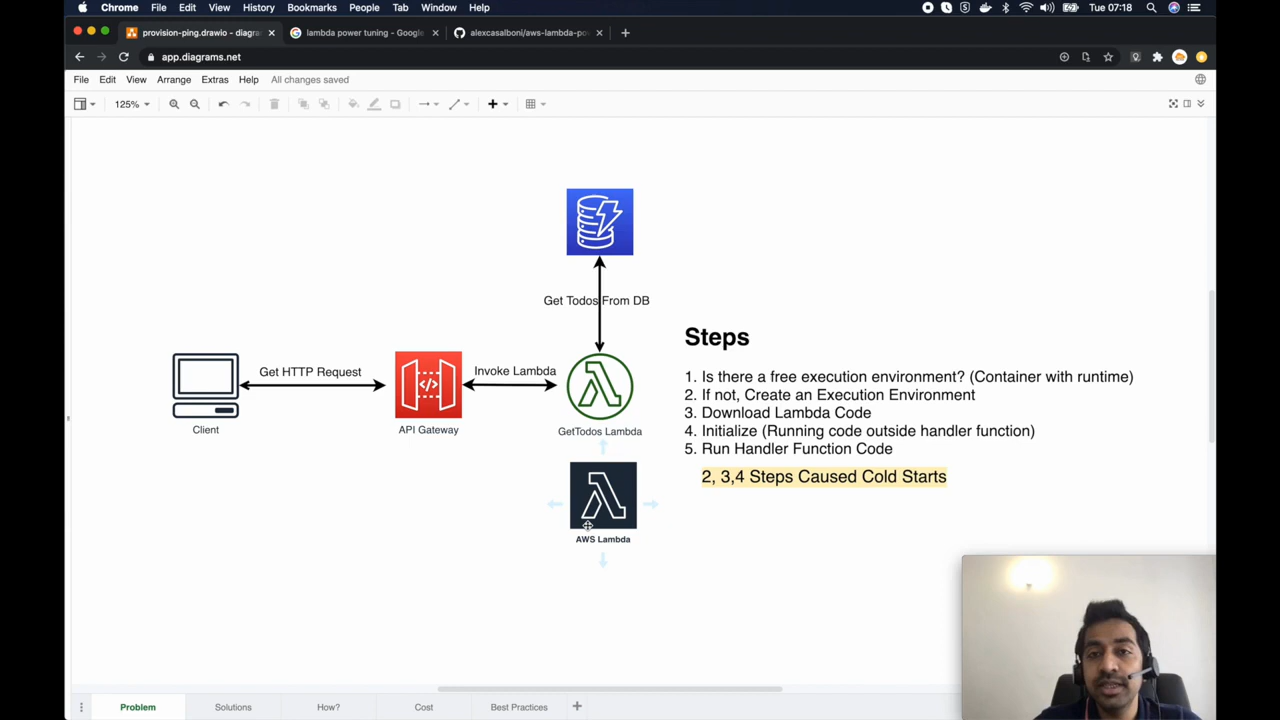 Chrome File Edit View History Bookmarks People Tab Window Help
Tue 07:18
provision-ping.drawio - diagra
lambda power tuning - Google
alexcasalboni/aws-lambda-po
app.diagrams.net
File Edit View Arrange Extras Help All changes saved
125%
Get Todos From DB
Steps
Get HTTP Request
Invoke Lambda
Client
API Gateway
GetTodos Lambda
1. Is there a free execution environment? (Container with runtime)
2. If not, Create an Execution Environment
3. Download Lambda Code
4. Initialize (Running code outside handler function)
5. Run Handler Function Code
2, 3,4 Steps Caused Cold Starts
AWS Lambda
Problem
Solutions
How?
Cost
Best Practices